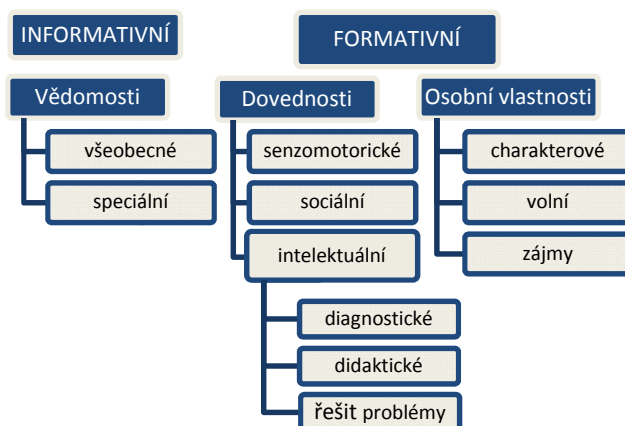 INFORMATIVNÍ
FORMATIVNÍ
Vědomosti
všeobecné
speciální
Dovednosti
senzomotorické
sociální
intelektuální
diagnostické
didaktické
řešit problémy
Osobní vlastnosti
charakterové
volní
zájmy